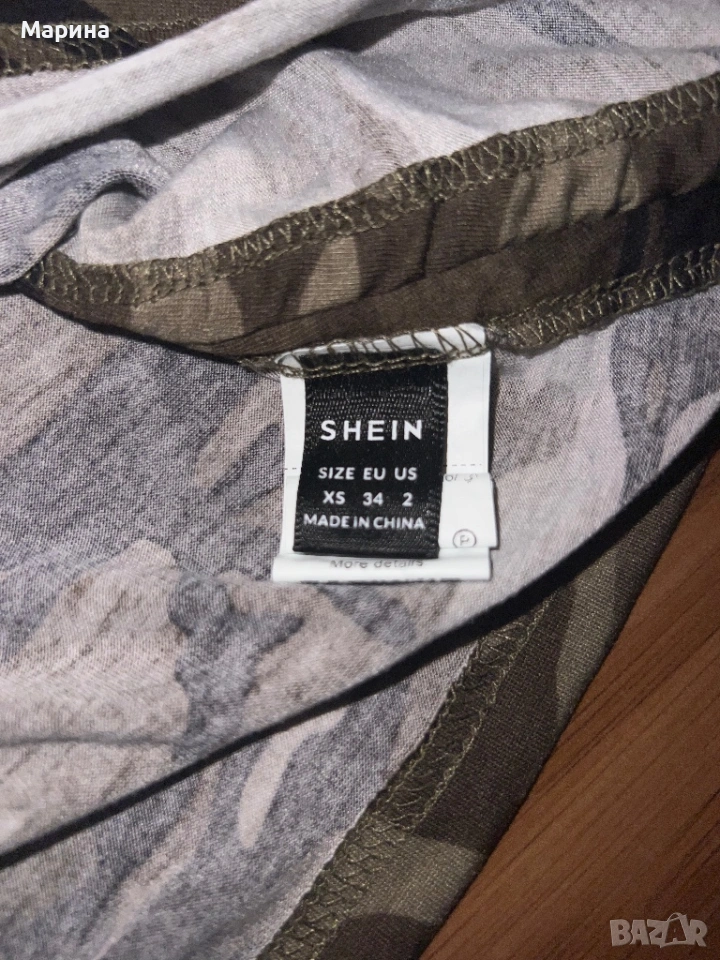 Марина
SHEIN
SIZE EU US
XS 34 2
MADE IN CHINA
P
More details
BAZAR